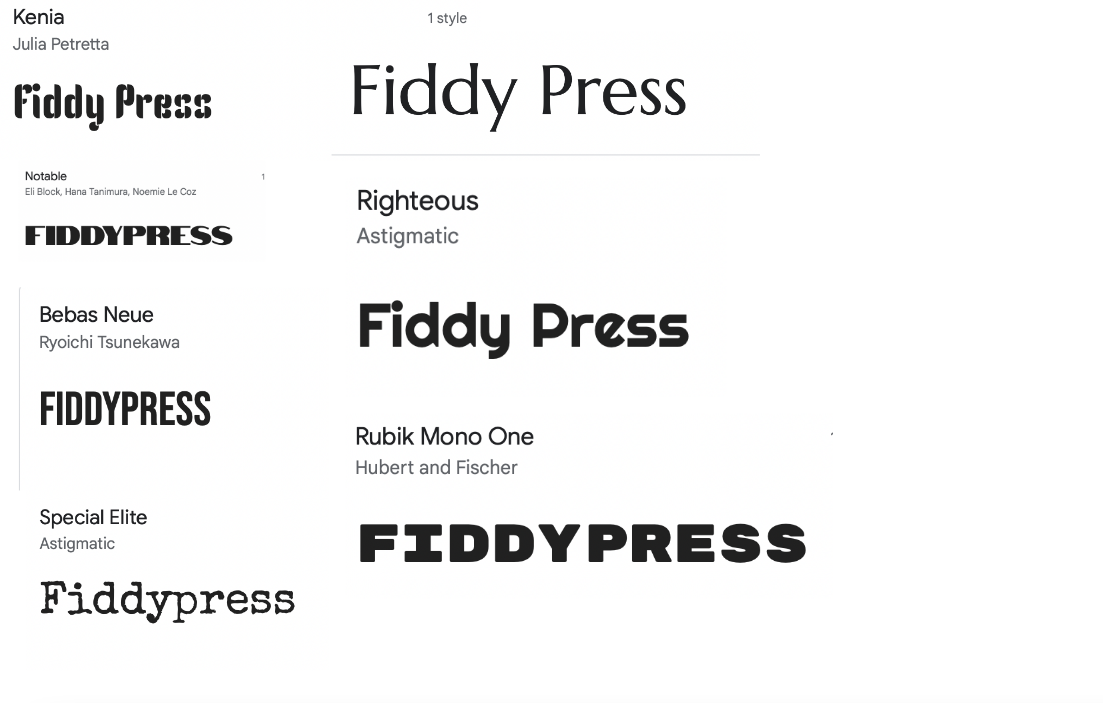 Kenia
Julia Petretta
Fiddy Press
Notable
1
Eli Block, Hana Tanimura, Noemie Le Coz
FIDDYPRESS
Bebas Neue
Ryoichi Tsunekawa
FIDDYPRESS
Special Elite
Astigmatic
Fiddypress
1 style
Fiddy Press
Righteous
Astigmatic
Fiddy Press
Rubik Mono One
Hubert and Fischer
FIDDYPRESS